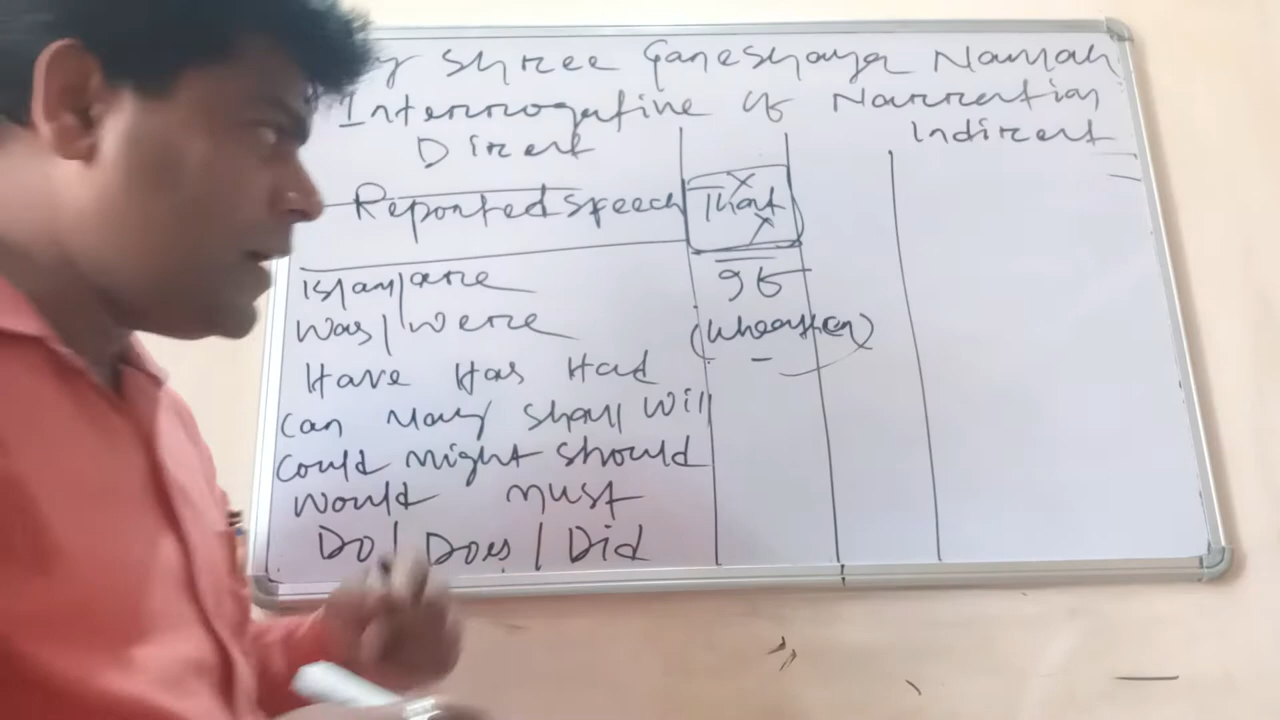 Shree Ganeshaya Namah
Interrogative of Narration
Direct Indirect
Reported speech That
Is/am/are If
Was/Were (Wheather)
Have Has Had
Can May Shall Will
Could Might Should
Would Must
Do/Does/Did